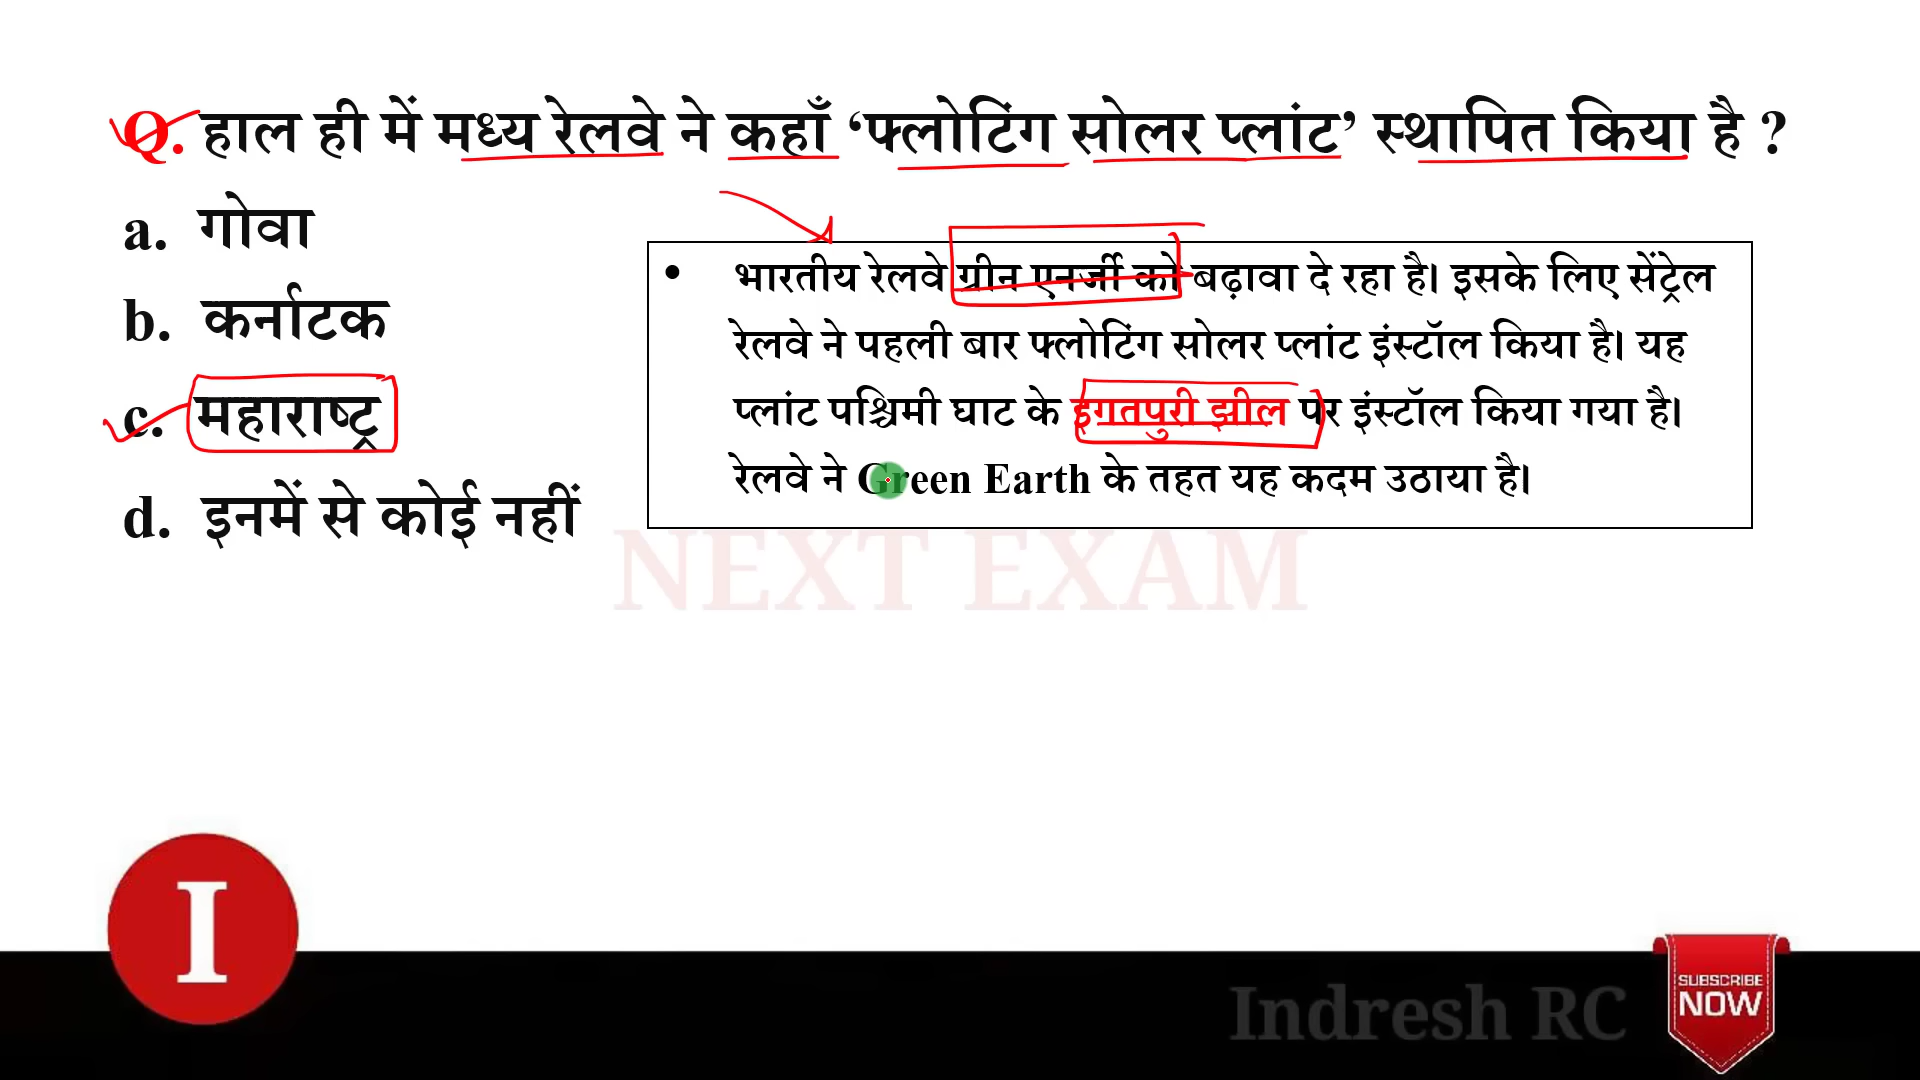 Q. हाल ही में मध्य रेलवे ने कहाँ ‘फ्लोटिंग सोलर प्लांट’ स्थापित किया है ?
a. गोवा
b. कर्नाटक
c. महाराष्ट्र
d. इनमें से कोई नहीं
• भारतीय रेलवे ग्रीन एनर्जी को बढ़ावा दे रहा है। इसके लिए सेंट्रेल
रेलवे ने पहली बार फ्लोटिंग सोलर प्लांट इंस्टॉल किया है। यह
प्लांट पश्चिमी घाट के इगतपुरी झील पर इंस्टॉल किया गया है।
रेलवे ने Green Earth के तहत यह कदम उठाया है।
NEXT EXAM
I
Indresh RC
SUBSCRIBE
NOW